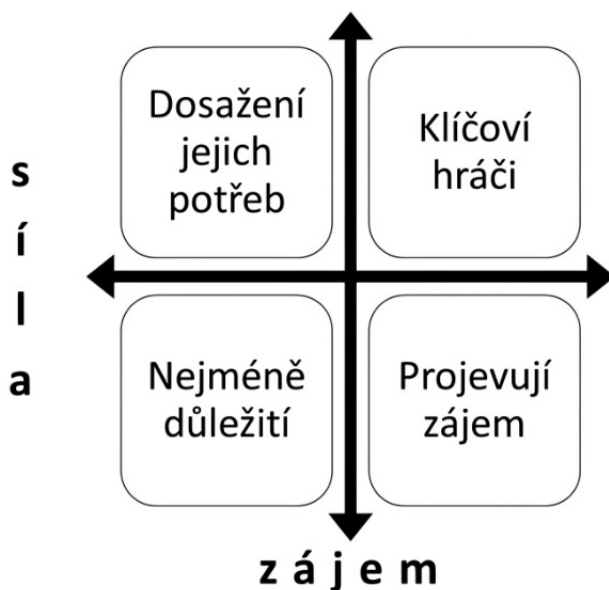 Dosažení
jejich
potřeb
Klíčoví
hráči
s
í
l
a
Nejméně
důležití
Projevují
zájem
z á j e m